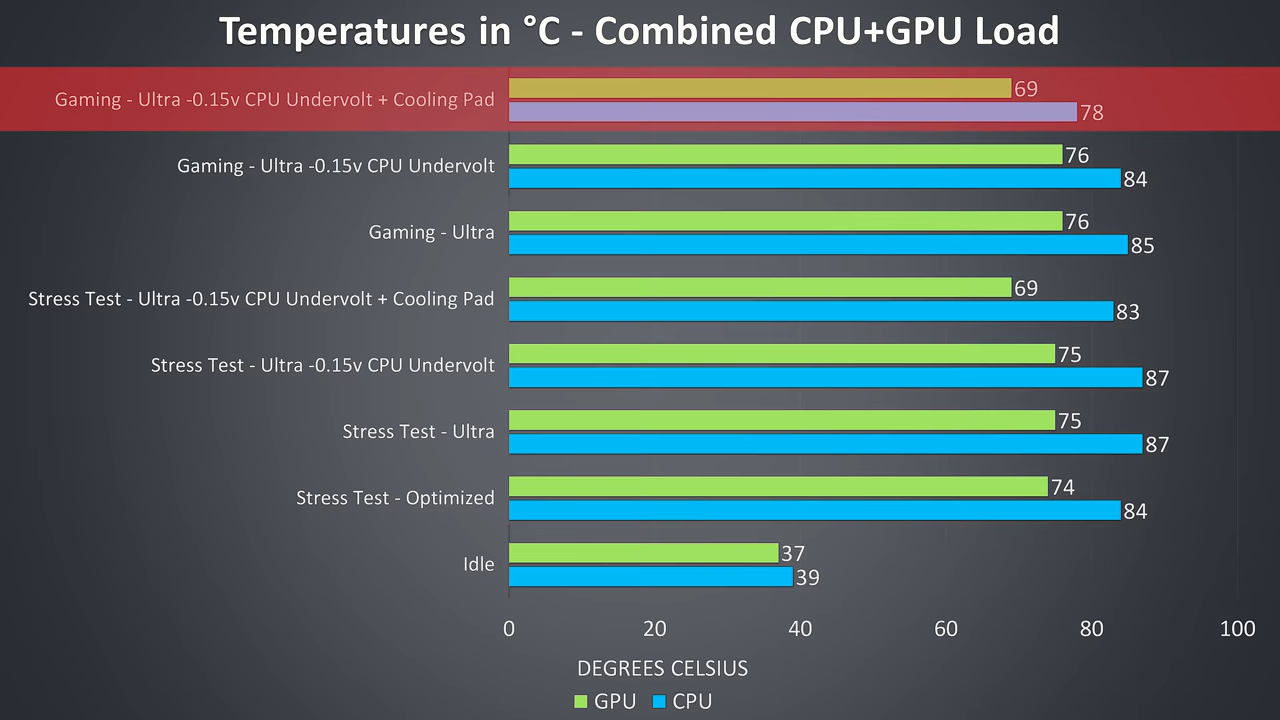 Temperatures in °C - Combined CPU+GPU Load
Gaming - Ultra -0.15v CPU Undervolt + Cooling Pad
69
78
Gaming - Ultra -0.15v CPU Undervolt
76
84
Gaming - Ultra
76
85
Stress Test - Ultra -0.15v CPU Undervolt + Cooling Pad
69
83
Stress Test - Ultra -0.15v CPU Undervolt
75
87
Stress Test - Ultra
75
87
Stress Test - Optimized
74
84
Idle
37
39
0 20 40 60 80 100
DEGREES CELSIUS
GPU CPU